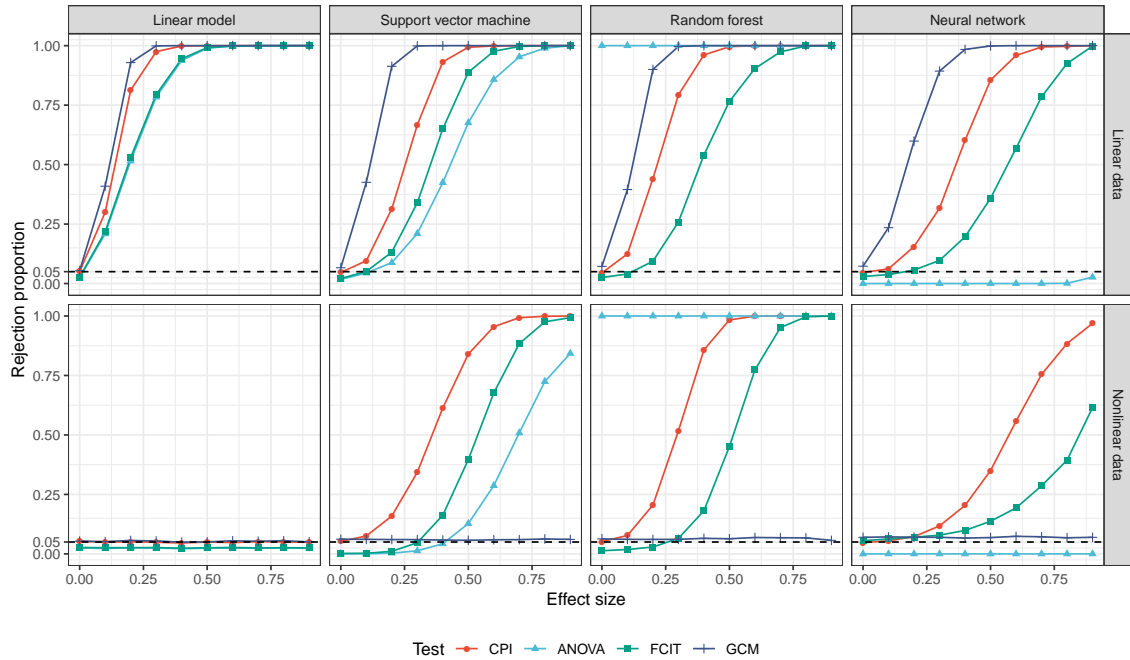 Linear model
Support vector machine
Random forest
Neural network
1.00
0.75
0.50
0.25
0.05
0.00
Linear data
1.00
0.75
0.50
0.25
0.05
0.00
Nonlinear data
Rejection proportion
0.00 0.25 0.50 0.75
0.00 0.25 0.50 0.75
0.00 0.25 0.50 0.75
0.00 0.25 0.50 0.75
Effect size
Test CPI ANOVA FCIT GCM